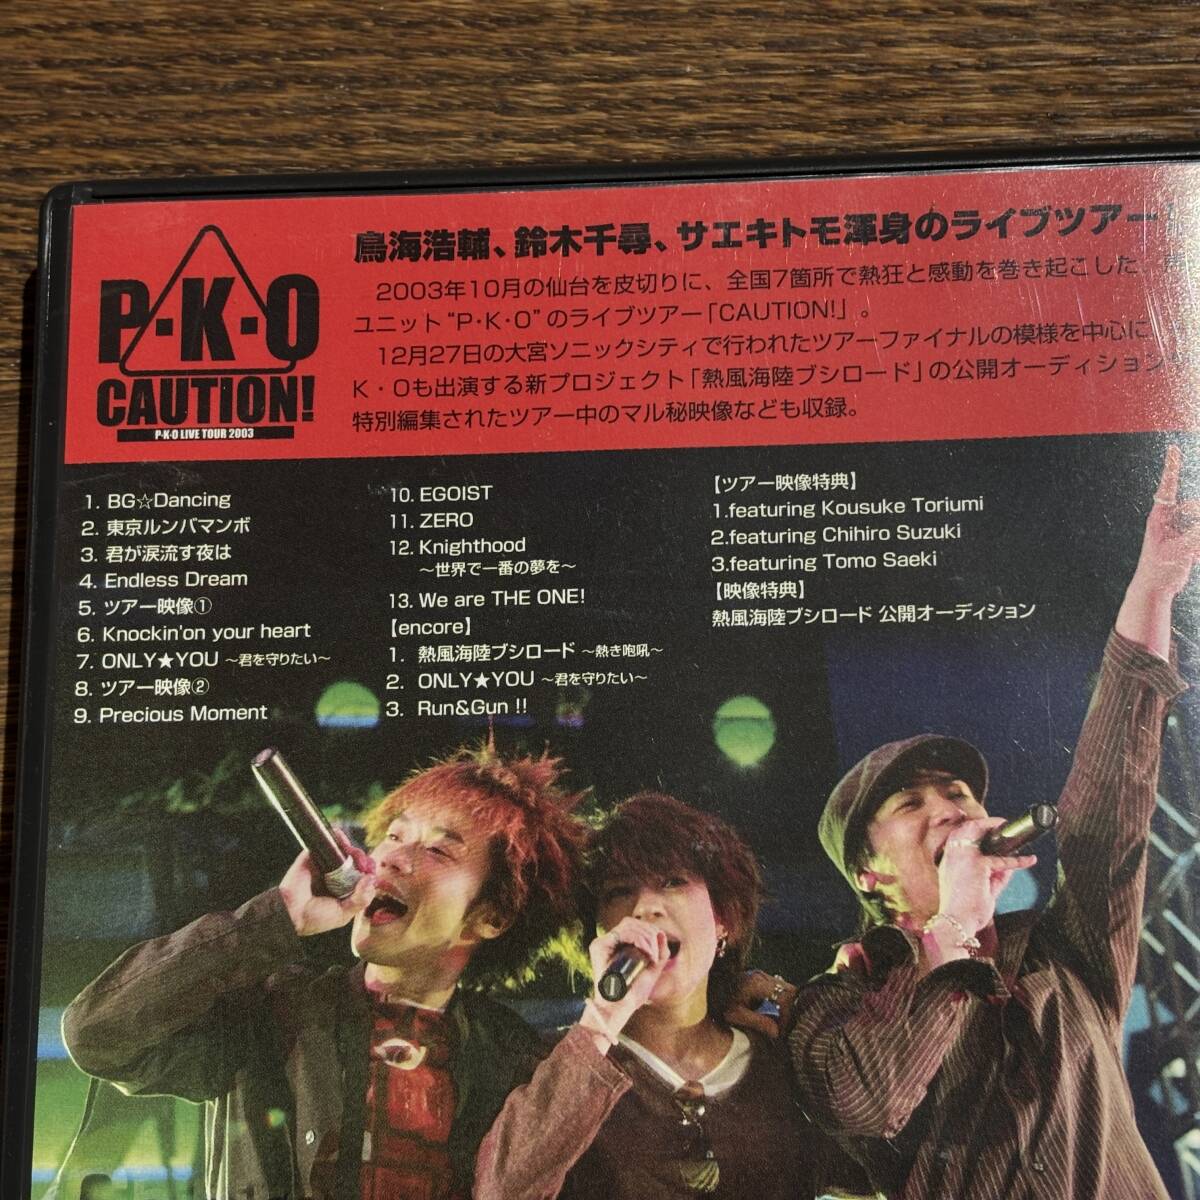 P・K・O
CAUTION!
P・K・O LIVE TOUR 2003
鳥海浩輔、鈴木千尋、サエキトモ渾身のライブツアー!
2003年10月の仙台を皮切りに、全国7箇所で熱狂と感動を巻き起こした
ユニット“P・K・O”のライブツアー「CAUTION!」。
12月27日の大宮ソニックシティで行われたツアーファイナルの模様を中心に、
K・Oも出演する新プロジェクト「熱風海陸ブシロード」の公開オーディション
特別編集されたツアー中のマル秘映像なども収録。
1. BG☆Dancing
2. 東京ルンバマンボ
3. 君が涙流す夜は
4. Endless Dream
5. ツアー映像①
6. Knockin'on your heart
7. ONLY★YOU ～君を守りたい～
8. ツアー映像②
9. Precious Moment
10. EGOIST
11. ZERO
12. Knighthood
～世界で一番の夢を～
13. We are THE ONE!
【encore】
1. 熱風海陸ブシロード ～熱き咆吼～
2. ONLY★YOU ～君を守りたい～
3. Run&Gun !!
【ツアー映像特典】
1.featuring Kousuke Toriumi
2.featuring Chihiro Suzuki
3.featuring Tomo Saeki
【映像特典】
熱風海陸ブシロード 公開オーディション